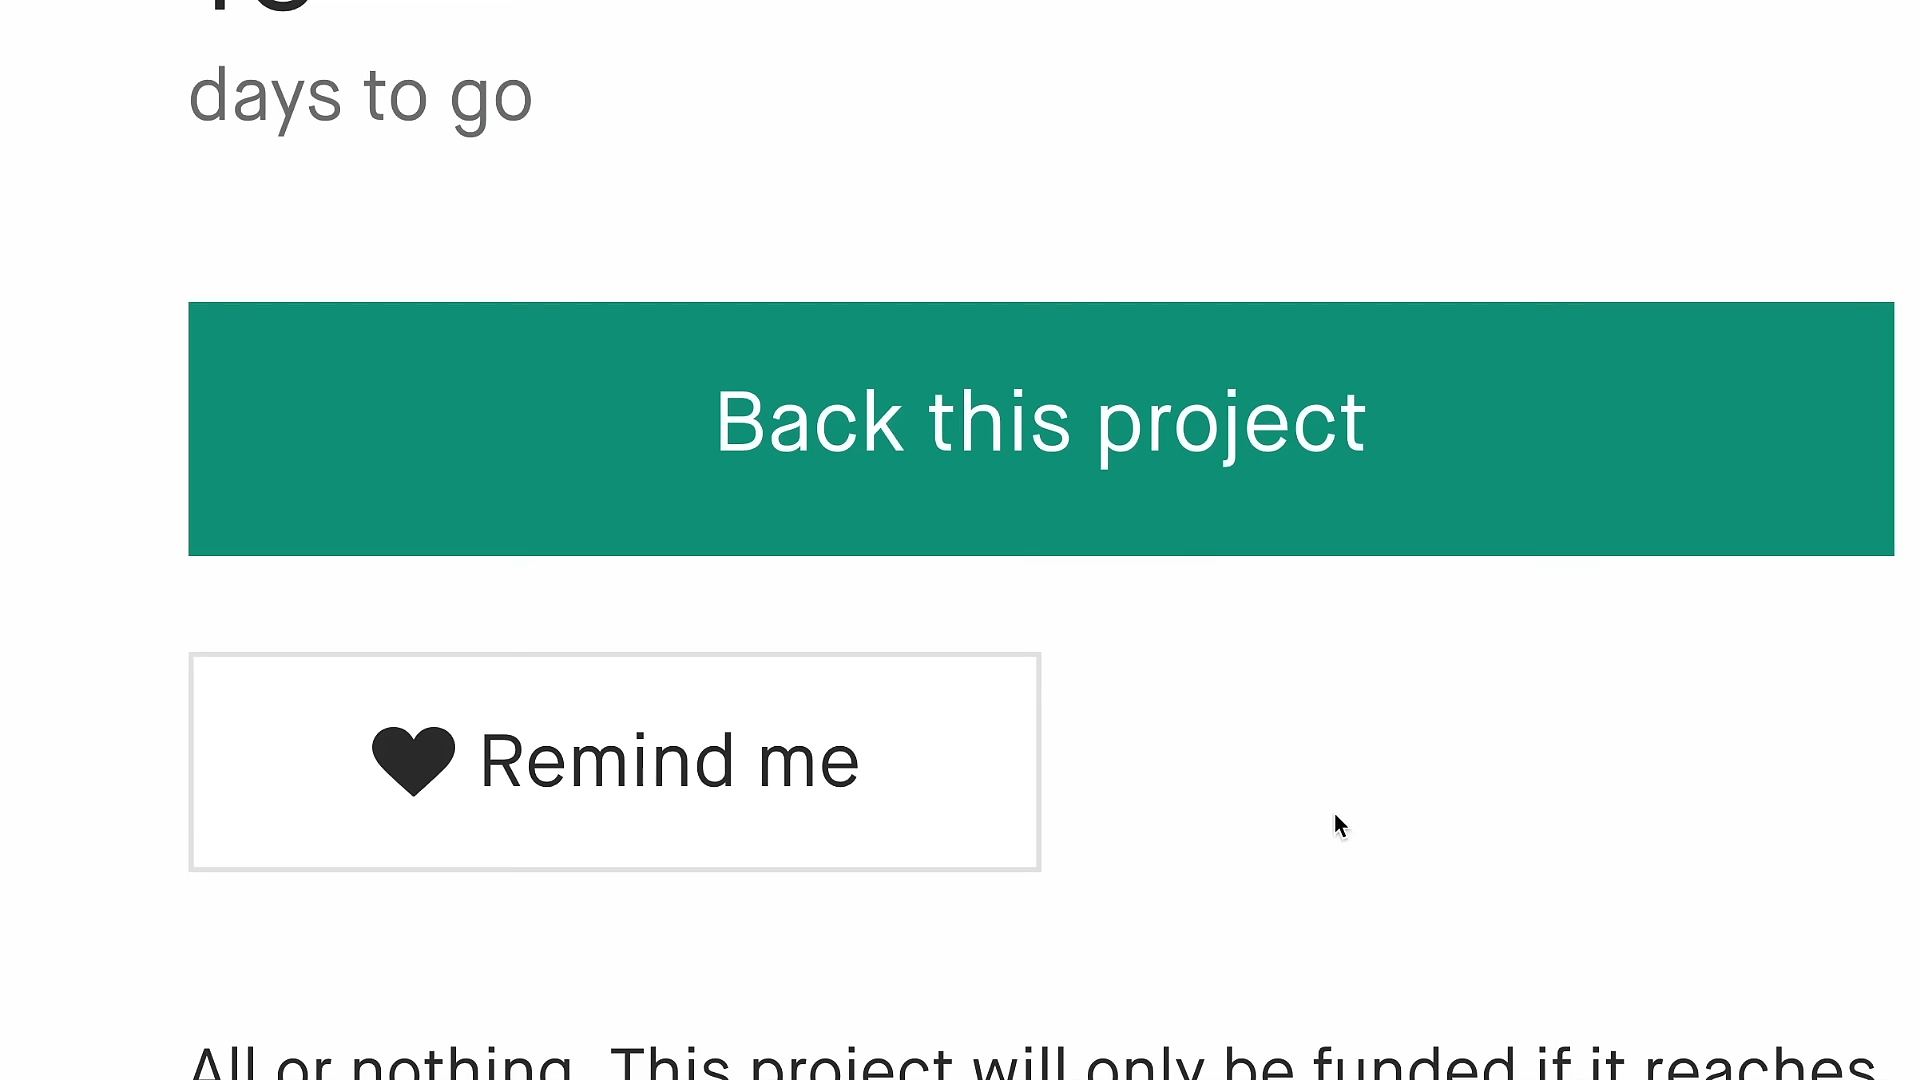 days to go
Back this project
Remind me
All or nothing. This project will only be funded if it reaches